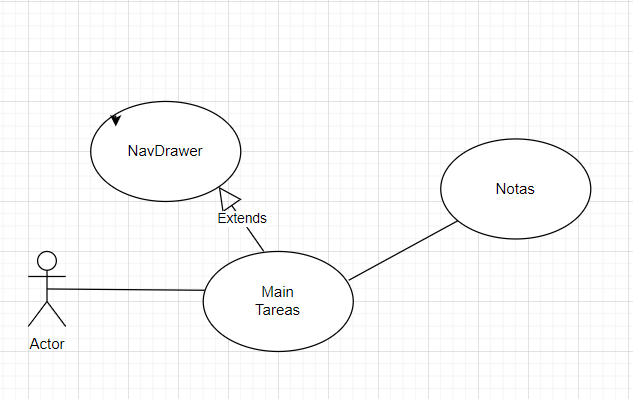 NavDrawer
Notas
Extends
Main
Tareas
Actor